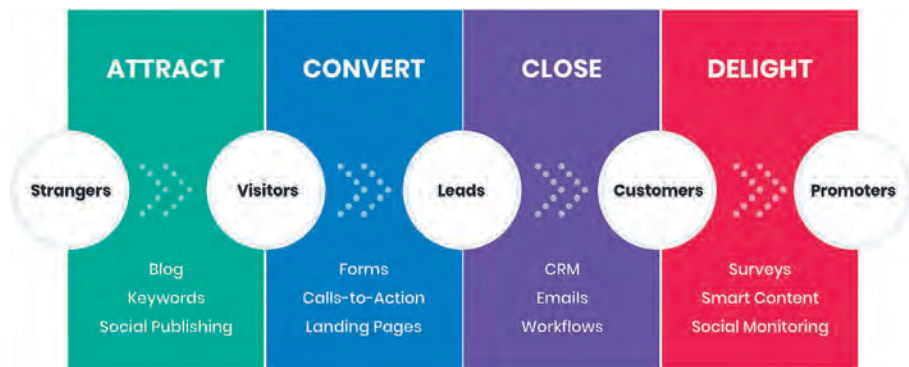 ATTRACT
CONVERT
CLOSE
DELIGHT
Strangers
Visitors
Leads
Customers
Promoters
Blog
Keywords
Social Publishing
Forms
Calls-to-Action
Landing Pages
CRM
Emails
Workflows
Surveys
Smart Content
Social Monitoring